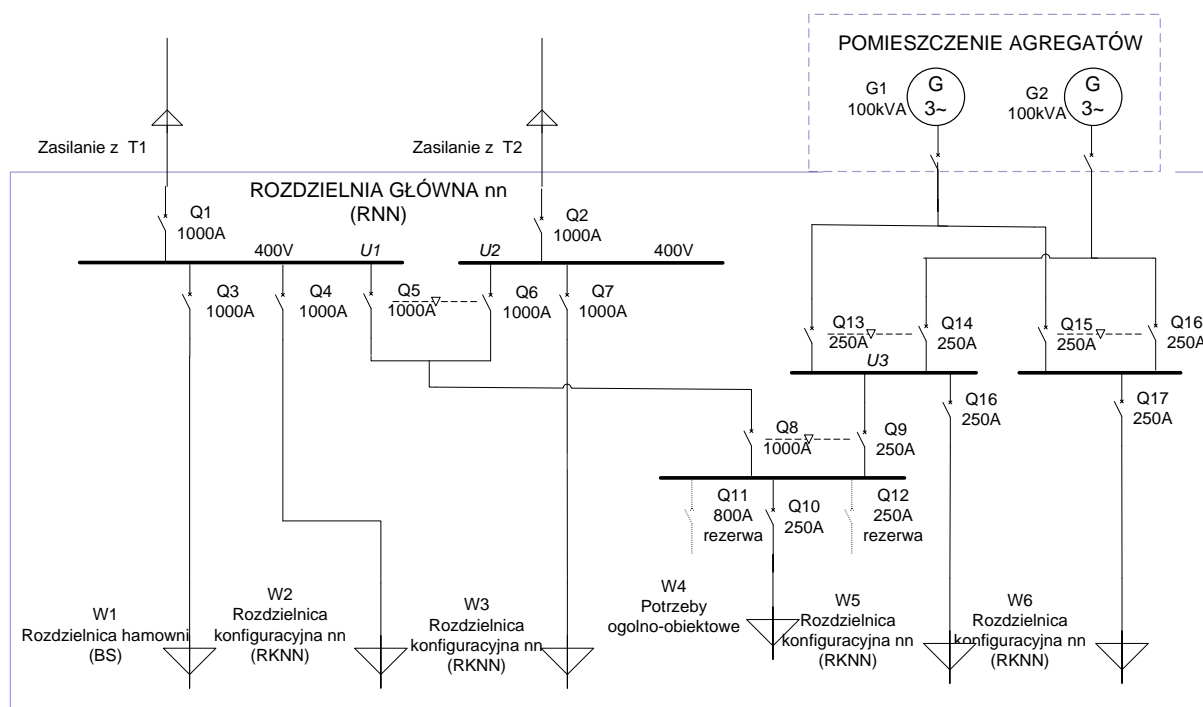 POMIESZCZENIE AGREGATÓW
G1
100kVA
G
3~
G2
100kVA
G
3~
Zasilanie z T1
Zasilanie z T2
ROZDZIELNIA GŁÓWNA nn
(RNN)
Q1
1000A
Q2
1000A
400V
U1
U2
400V
Q3
1000A
Q4
1000A
Q5
1000A
Q6
1000A
Q7
1000A
Q13
250A
Q14
250A
Q15
250A
Q16
250A
U3
Q16
250A
Q17
250A
Q8
1000A
Q9
250A
Q11
800A
rezerwa
Q10
250A
Q12
250A
rezerwa
W1
Rozdzielnica hamowni
(BS)
W2
Rozdzielnica
konfiguracyjna nn
(RKNN)
W3
Rozdzielnica
konfiguracyjna nn
(RKNN)
W4
Potrzeby
ogolno-obiektowe
W5
Rozdzielnica
konfiguracyjna nn
(RKNN)
W6
Rozdzielnica
konfiguracyjna nn
(RKNN)